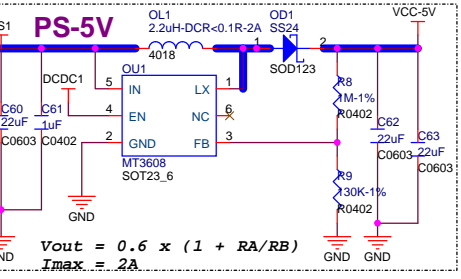 PS-5V
OL1
2.2uH-DCR<0.1R-2A
4018
OD1
SS24
SOD123
VCC-5V
S1
1
2
DCDC1
OU1
5
IN
LX
1
4
EN
NC
6
2
GND
FB
3
MT3608
SOT23_6
R8
1M-1%
R0402
R9
130K-1%
R0402
C60
22uF
C0603
C61
1uF
C0402
C62
22uF
C0603
C63
22uF
C0603
GND
GND
GND
GND
ND
Vout = 0.6 x (1 + RA/RB)
Imax = 2A